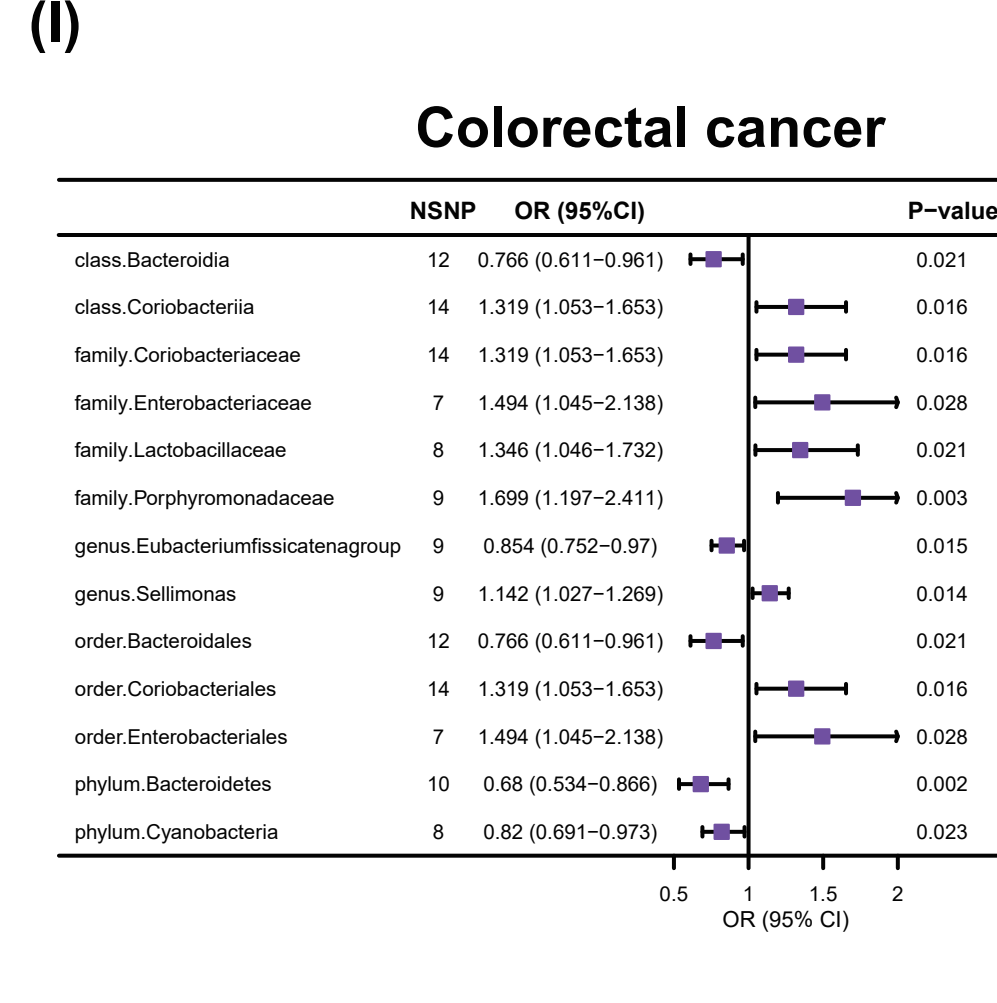 (I)
Colorectal cancer
NSNP OR (95%CI) P−value
class.Bacteroidia 12 0.766 (0.611−0.961) 0.021
class.Coriobacteriia 14 1.319 (1.053−1.653) 0.016
family.Coriobacteriaceae 14 1.319 (1.053−1.653) 0.016
family.Enterobacteriaceae 7 1.494 (1.045−2.138) 0.028
family.Lactobacillaceae 8 1.346 (1.046−1.732) 0.021
family.Porphyromonadaceae 9 1.699 (1.197−2.411) 0.003
genus.Eubacteriumfissicatenagroup 9 0.854 (0.752−0.97) 0.015
genus.Sellimonas 9 1.142 (1.027−1.269) 0.014
order.Bacteroidales 12 0.766 (0.611−0.961) 0.021
order.Coriobacteriales 14 1.319 (1.053−1.653) 0.016
order.Enterobacteriales 7 1.494 (1.045−2.138) 0.028
phylum.Bacteroidetes 10 0.68 (0.534−0.866) 0.002
phylum.Cyanobacteria 8 0.82 (0.691−0.973) 0.023
0.5 1 1.5 2
OR (95% CI)